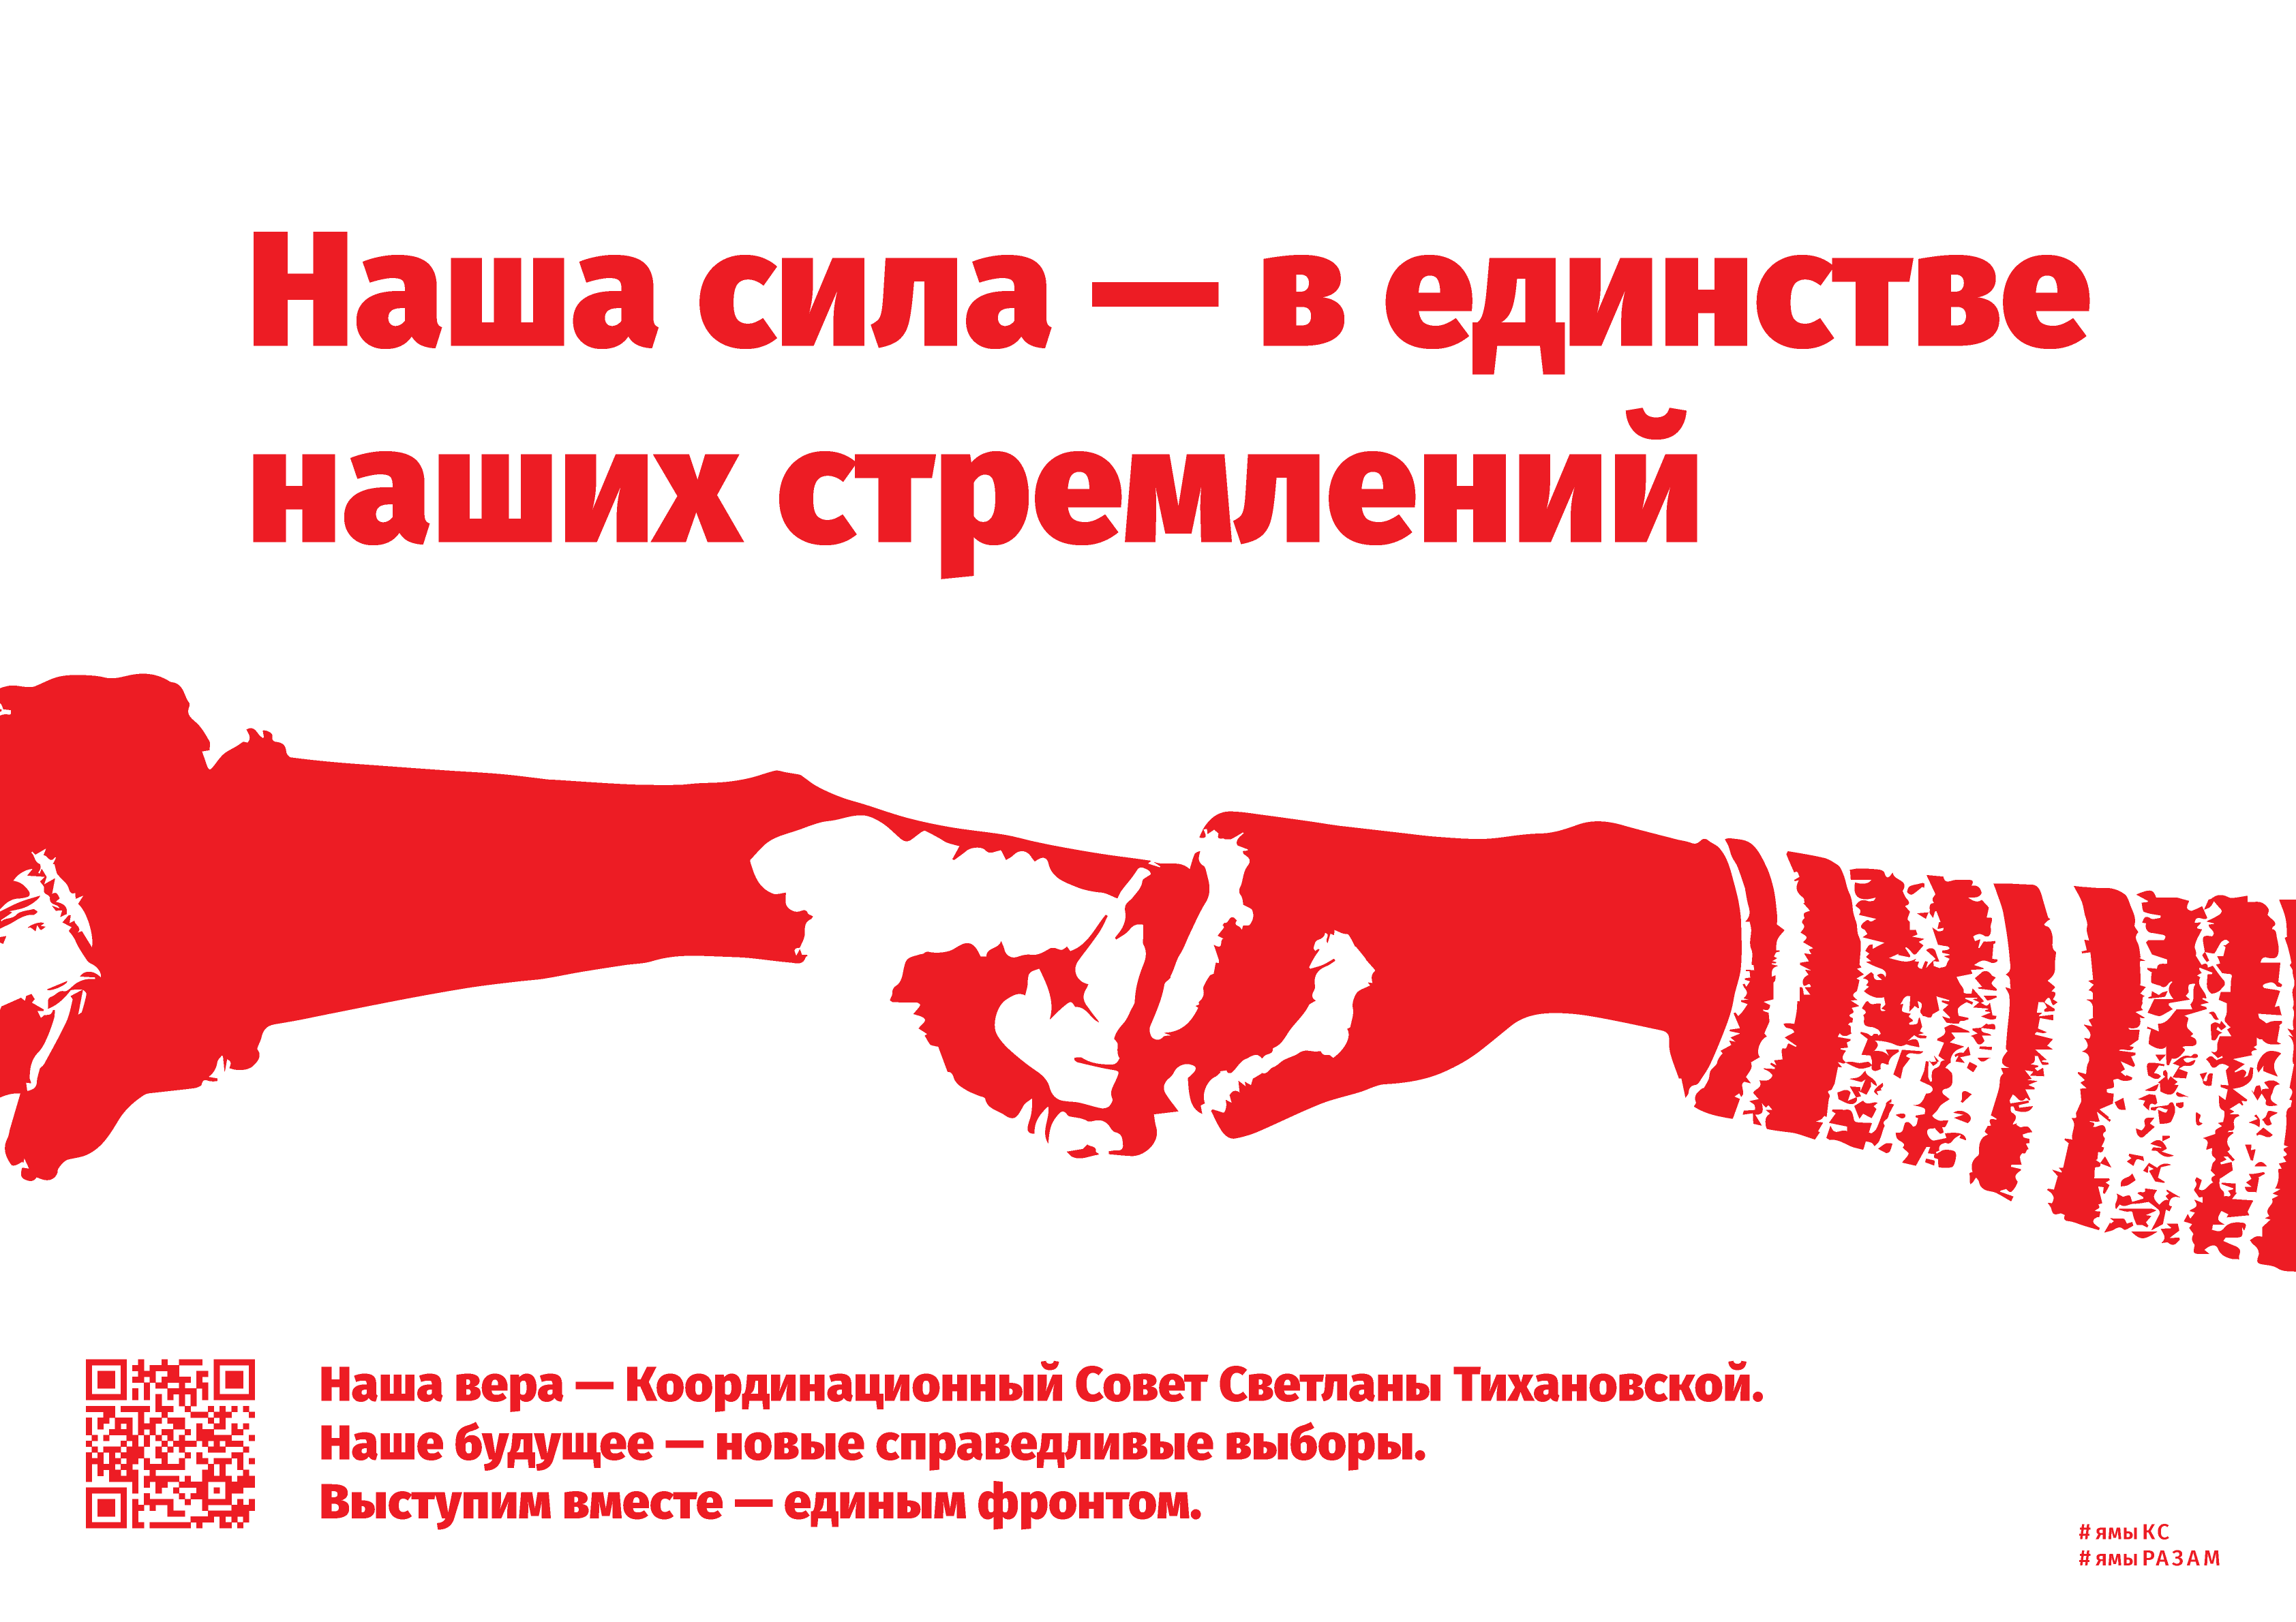 Наша сила — в единстве
наших стремлений
Наша вера — Координационный Совет Светланы Тихановской.
Наше будущее — новые справедливые выборы.
Выступим вместе — единым фронтом.
#ямыКС
#ямыРАЗАМ